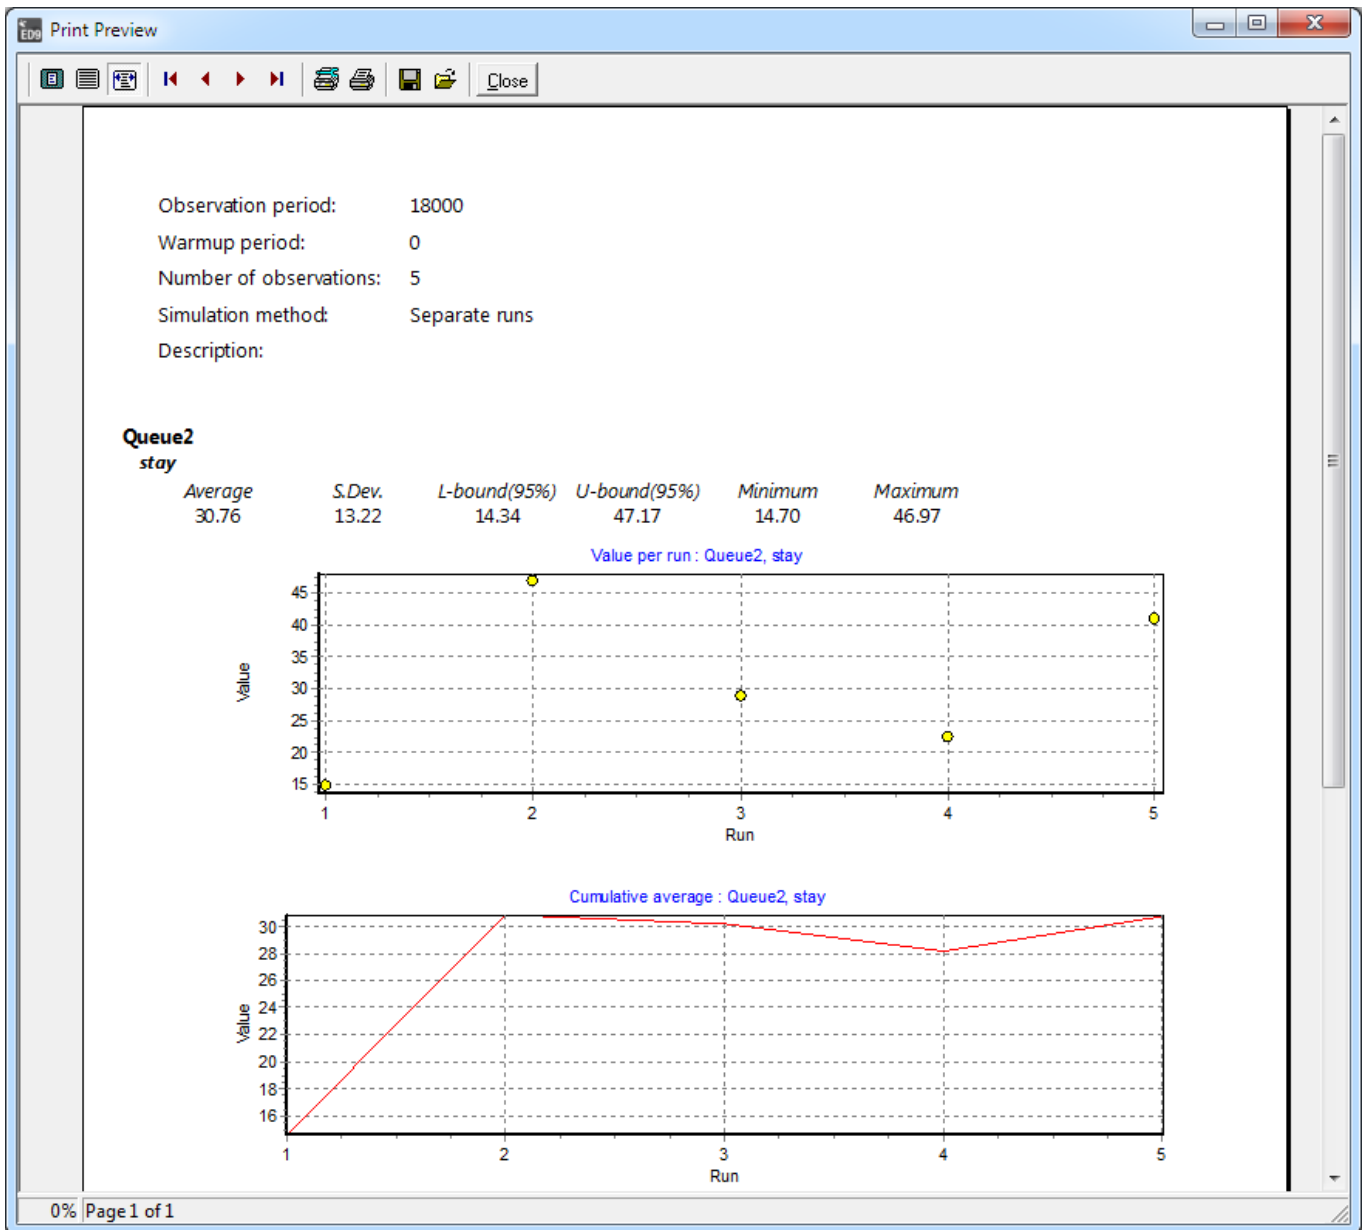 ED9 Print Preview
Close
Observation period: 18000
Warmup period: 0
Number of observations: 5
Simulation method: Separate runs
Description:
Queue2
stay
Average S.Dev. L-bound(95%) U-bound(95%) Minimum Maximum
30.76 13.22 14.34 47.17 14.70 46.97
Value per run : Queue2, stay
45
40
35
30
25
20
15
Value
1 2 3 4 5
Run
Cumulative average : Queue2, stay
30
28
26
24
22
20
18
16
Value
1 2 3 4 5
Run
0% Page 1 of 1